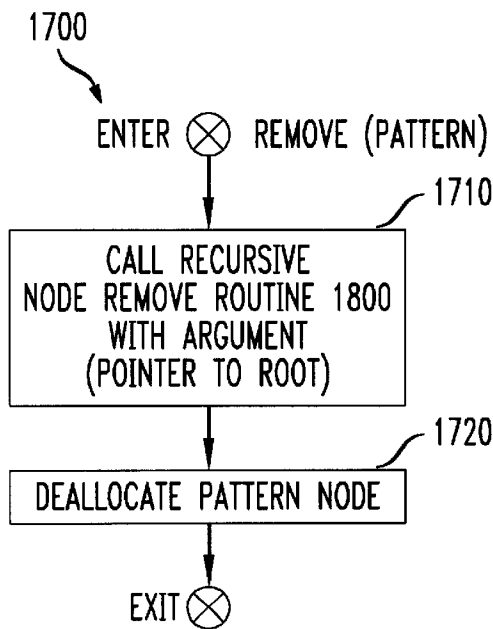 1700
ENTER REMOVE (PATTERN)
1710
CALL RECURSIVE
NODE REMOVE ROUTINE 1800
WITH ARGUMENT
(POINTER TO ROOT)
1720
DEALLOCATE PATTERN NODE
EXIT